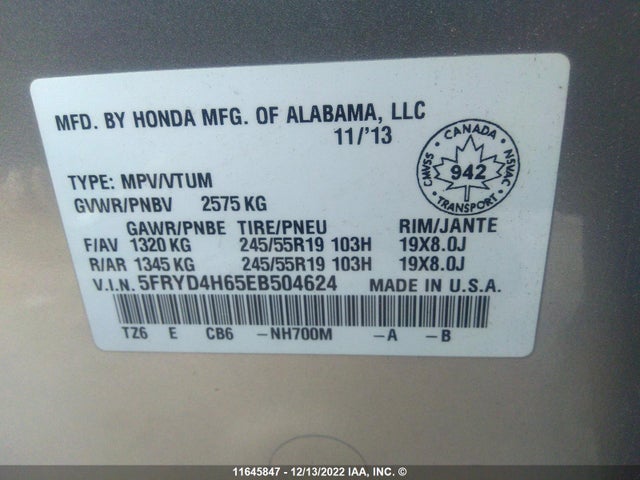 MFD. BY HONDA MFG. OF ALABAMA, LLC
11/'13
CANADA
CMVSS 942 NSVAC
TRANSPORT
TYPE: MPV/VTUM
GVWR/PNBV 2575 KG
GAWR/PNBE TIRE/PNEU RIM/JANTE
F/AV 1320 KG 245/55R19 103H 19X8.0J
R/AR 1345 KG 245/55R19 103H 19X8.0J
V.I.N. 5FRYD4H65EB504624 MADE IN U.S.A.
TZ6 E CB6 -NH700M -A -B
11645847 - 12/13/2022 IAA, INC. ©